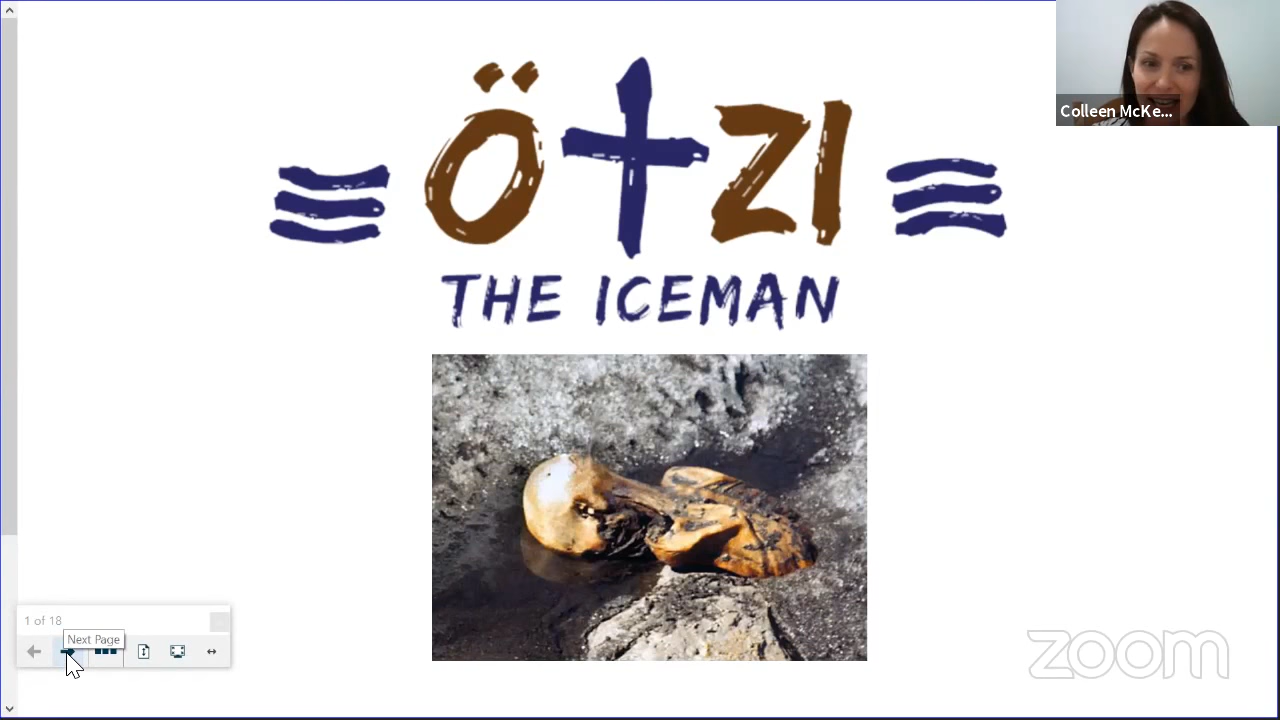 ÖtZI
THE ICEMAN
Colleen McKe...
1 of 18
Next Page
zoom